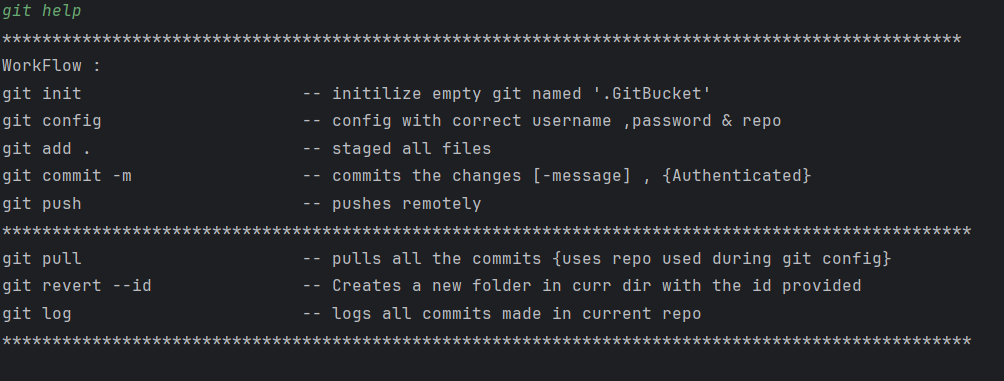 git help
************************************************************************************************
WorkFlow :
git init                      -- initilize empty git named '.GitBucket'
git config                    -- config with correct username ,password & repo
git add .                     -- staged all files
git commit -m                 -- commits the changes [-message] , {Authenticated}
git push                      -- pushes remotely
*************************************************************************************************
git pull                      -- pulls all the commits {uses repo used during git config}
git revert --id               -- Creates a new folder in curr dir with the id provided
git log                       -- logs all commits made in current repo
*************************************************************************************************